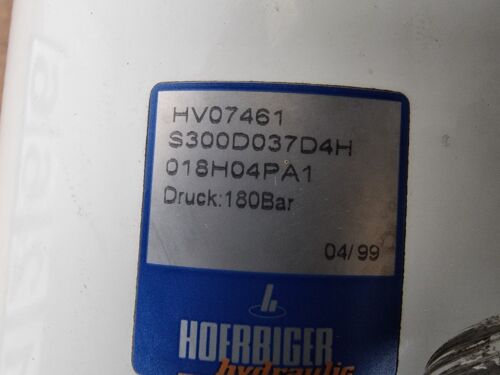 HV07461
S300D037D4H
018H04PA1
Druck:180Bar
04/99
HOERBIGER
hydraulic